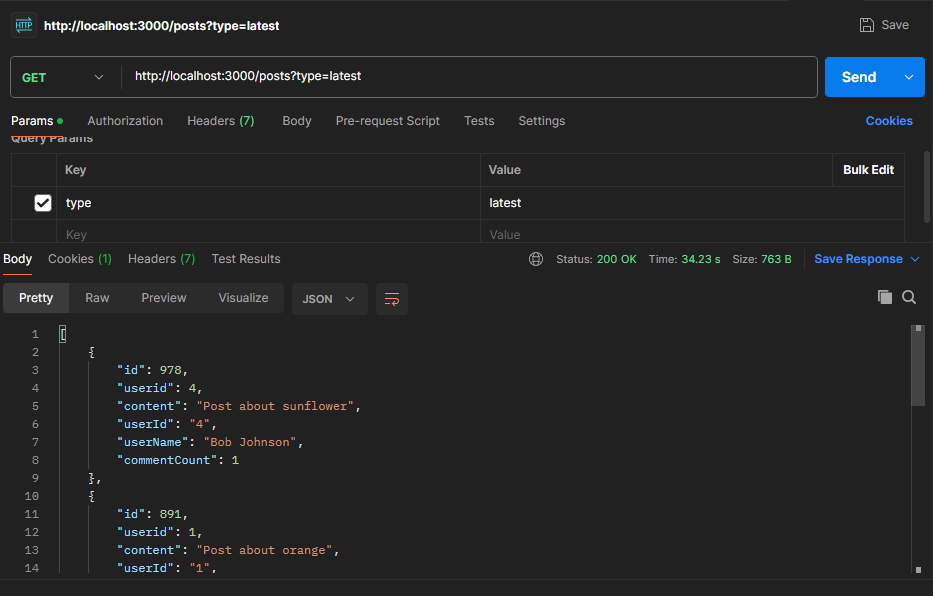 HTTP http://localhost:3000/posts?type=latest Save
GET http://localhost:3000/posts?type=latest Send
Params Authorization Headers (7) Body Pre-request Script Tests Settings Cookies
Query Params
Key Value Bulk Edit
type latest
Key Value
Body Cookies (1) Headers (7) Test Results Status: 200 OK Time: 34.23 s Size: 763 B Save Response
Pretty Raw Preview Visualize JSON
1 [
2 {
3 "id": 978,
4 "userid": 4,
5 "content": "Post about sunflower",
6 "userId": "4",
7 "userName": "Bob Johnson",
8 "commentCount": 1
9 },
10 {
11 "id": 891,
12 "userid": 1,
13 "content": "Post about orange",
14 "userId": "1",